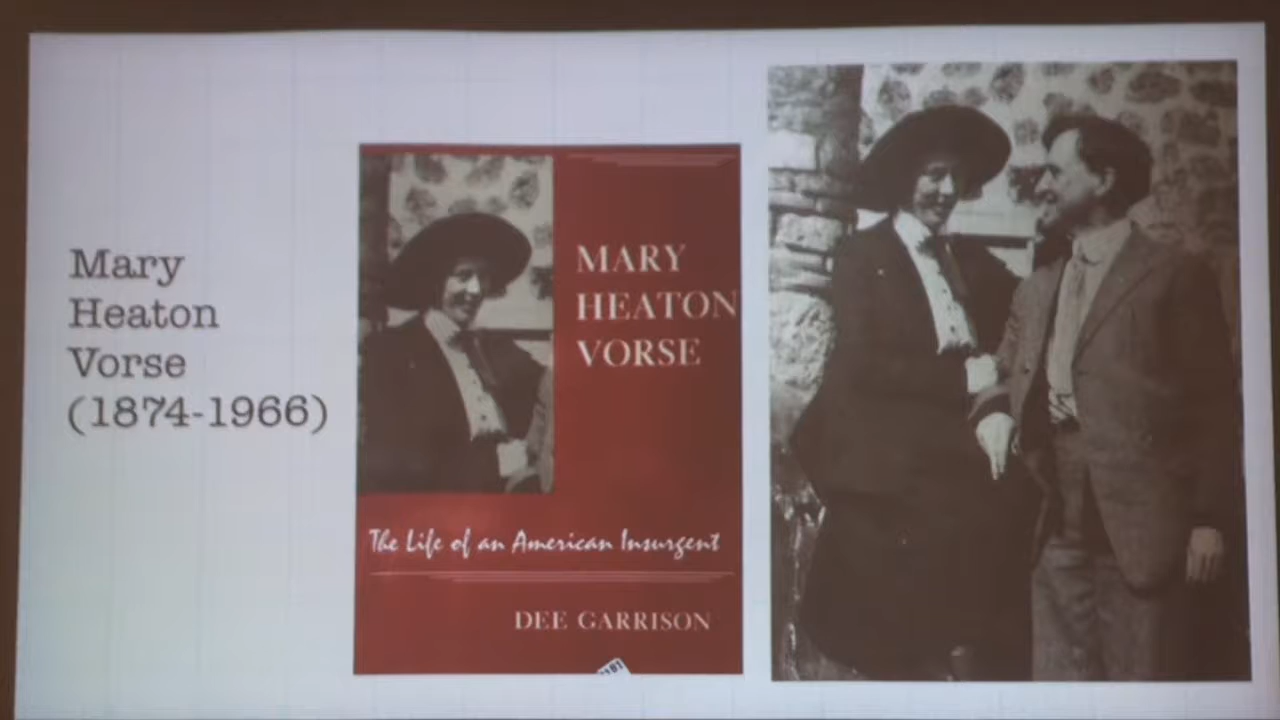 Mary
Heaton
Vorse
(1874-1966)
MARY
HEATON
VORSE
The Life of an American Insurgent
DEE GARRISON